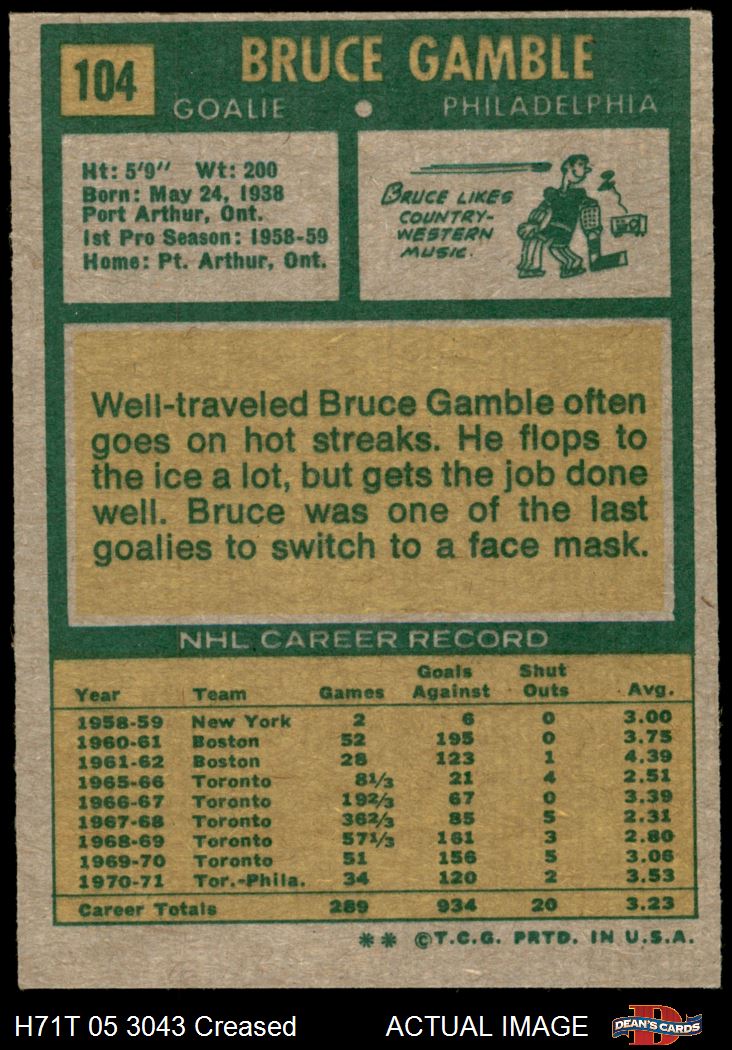 104
BRUCE GAMBLE
GOALIE • PHILADELPHIA
Ht: 5'9" Wt: 200
Born: May 24, 1938
Port Arthur, Ont.
1st Pro Season: 1958-59
Home: Pt. Arthur, Ont.
BRUCE LIKES
COUNTRY-
WESTERN
MUSIC.
Well-traveled Bruce Gamble often
goes on hot streaks. He flops to
the ice a lot, but gets the job done
well. Bruce was one of the last
goalies to switch to a face mask.
NHL CAREER RECORD
Year Team Games Goals Against Shut Outs Avg.
1958-59 New York 2 6 0 3.00
1960-61 Boston 52 195 0 3.75
1961-62 Boston 28 123 1 4.39
1965-66 Toronto 8 1/3 21 4 2.51
1966-67 Toronto 19 2/3 67 0 3.39
1967-68 Toronto 36 2/3 85 5 2.31
1968-69 Toronto 57 1/3 161 3 2.80
1969-70 Toronto 51 156 5 3.06
1970-71 Tor.-Phila. 34 120 2 3.53
Career Totals 289 934 20 3.23
** ©T.C.G. PRTD. IN U.S.A.
H71T 05 3043 Creased ACTUAL IMAGE
D
DEAN'S CARDS